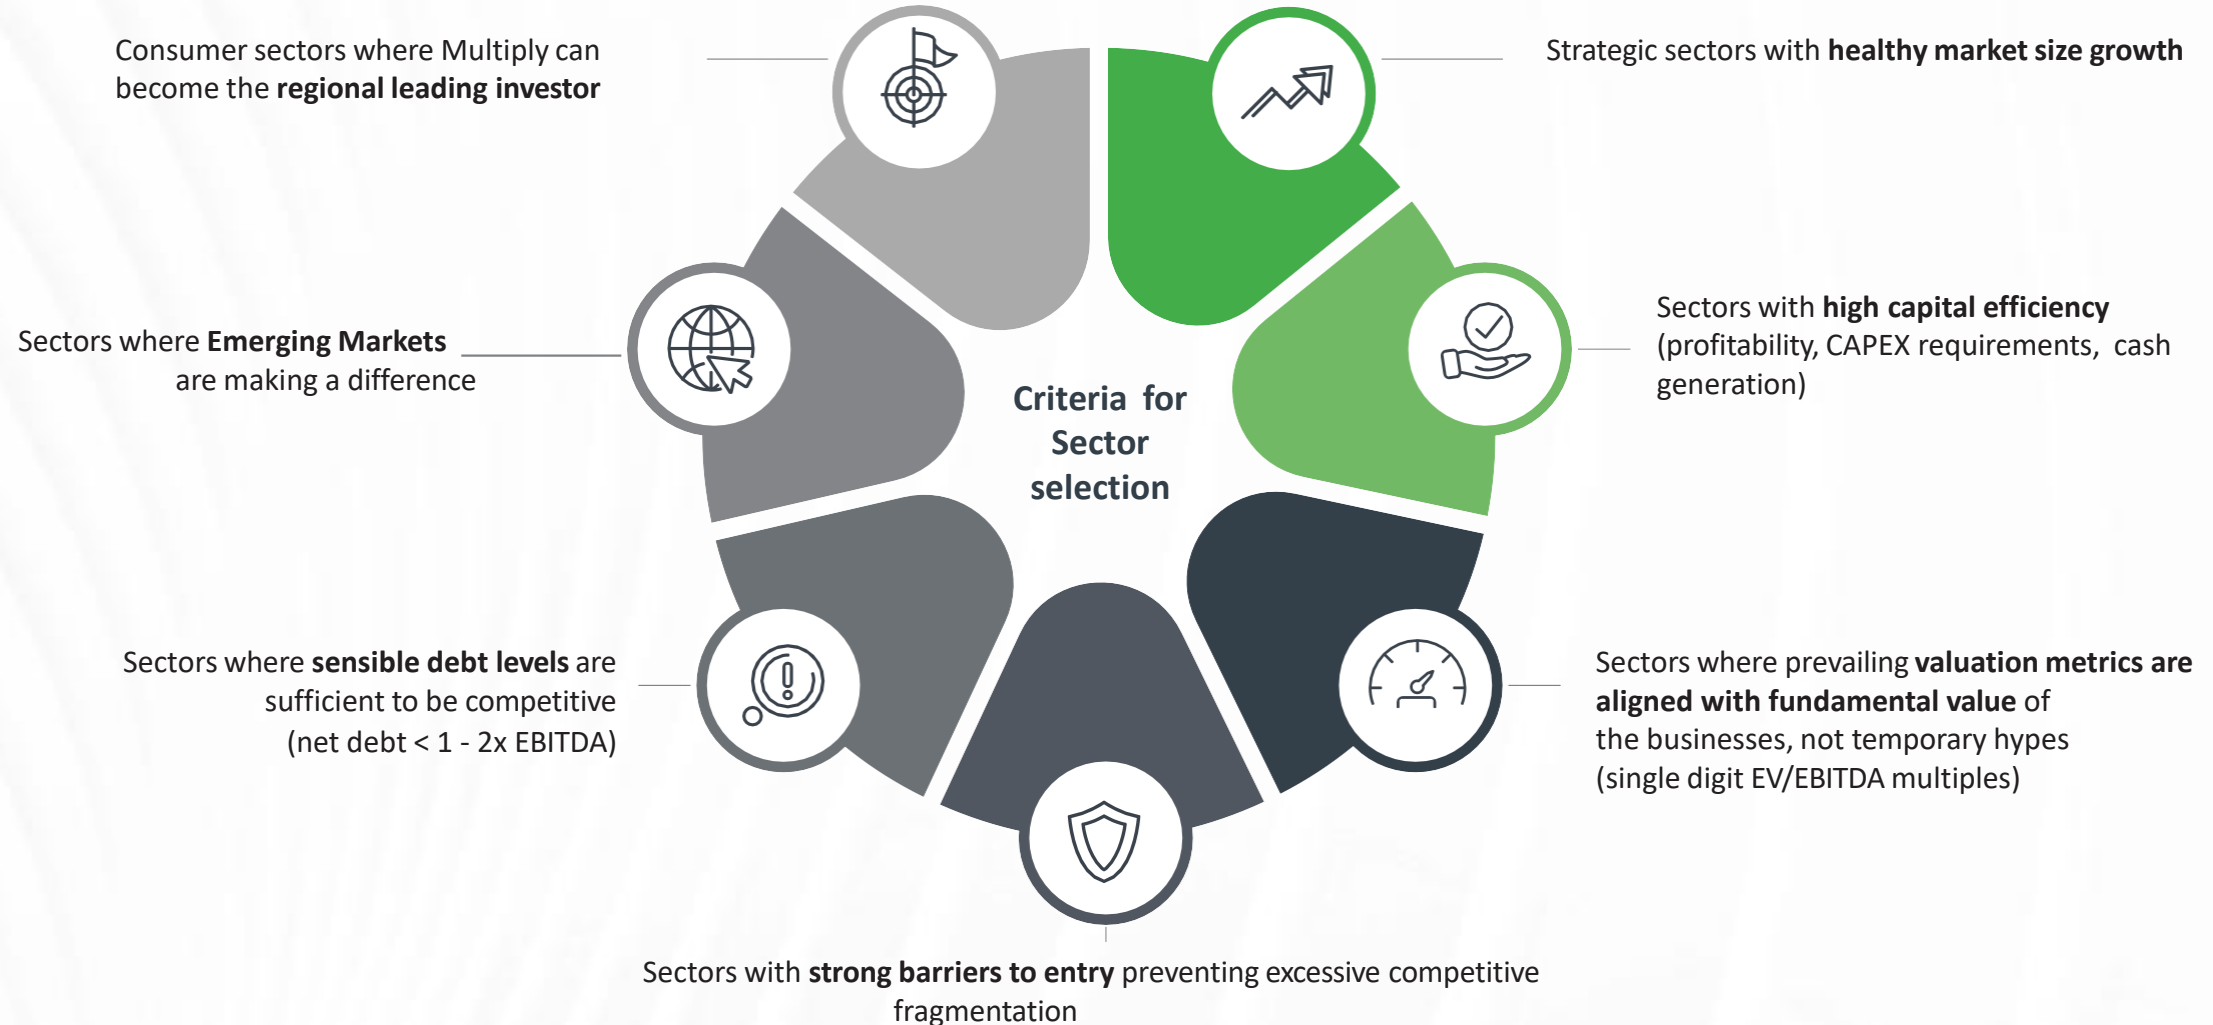 Consumer sectors where Multiply can
become the regional leading investor
Strategic sectors with healthy market size growth
Sectors where Emerging Markets
are making a difference
Sectors with high capital efficiency
(profitability, CAPEX requirements, cash
generation)
Criteria for
Sector
selection
Sectors where sensible debt levels are
sufficient to be competitive
(net debt < 1 - 2x EBITDA)
Sectors where prevailing valuation metrics are
aligned with fundamental value of
the businesses, not temporary hypes
(single digit EV/EBITDA multiples)
Sectors with strong barriers to entry preventing excessive competitive
fragmentation